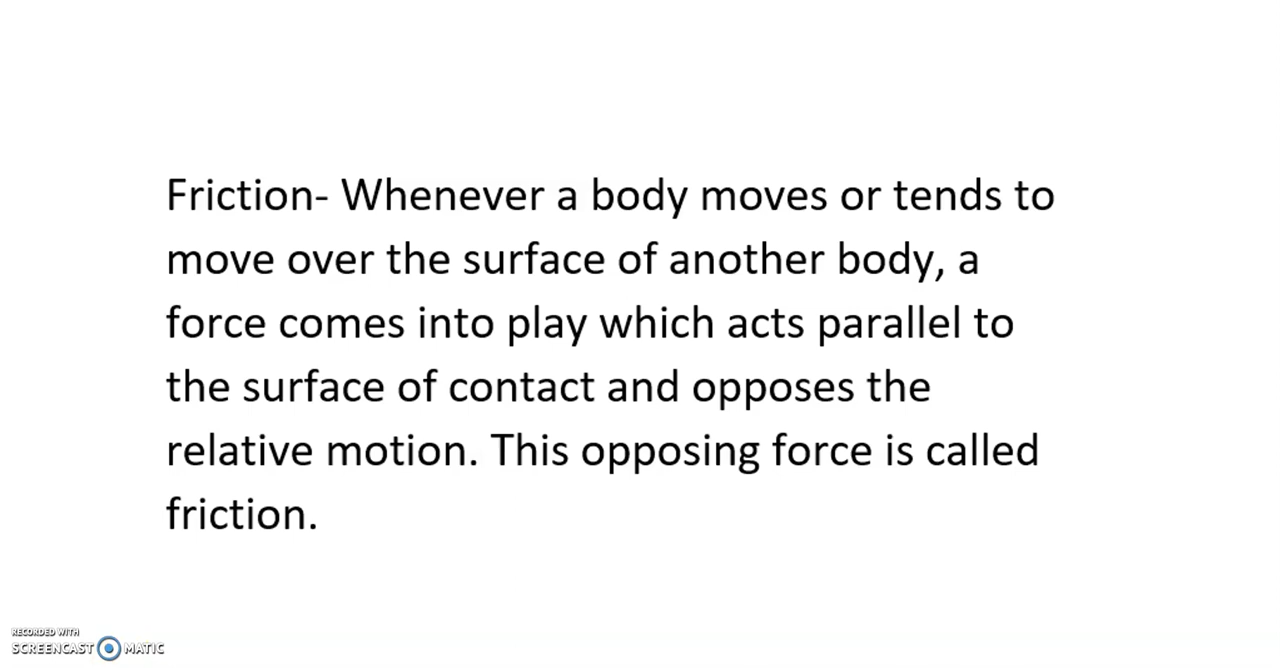 Friction- Whenever a body moves or tends to
move over the surface of another body, a
force comes into play which acts parallel to
the surface of contact and opposes the
relative motion. This opposing force is called
friction.
RECORDED WITH
SCREENCAST MATIC